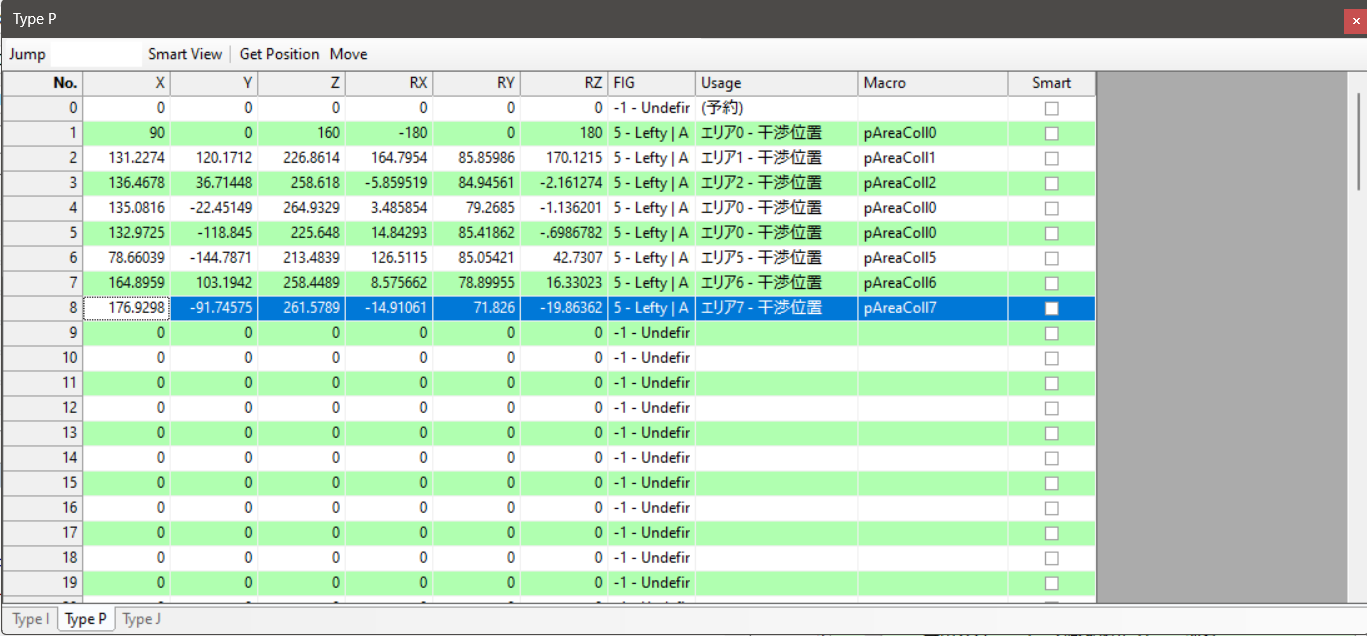 Type P
Jump Smart View Get Position Move
No. X Y Z RX RY RZ FIG Usage Macro Smart
0 0 0 0 0 0 0 -1 - Undefir (予約)
1 90 0 160 -180 0 180 5 - Lefty | A エリア0 - 干渉位置 pAreaColl0
2 131.2274 120.1712 226.8614 164.7954 85.85986 170.1215 5 - Lefty | A エリア1 - 干渉位置 pAreaColl1
3 136.4678 36.71448 258.618 -5.859519 84.94561 -2.161274 5 - Lefty | A エリア2 - 干渉位置 pAreaColl2
4 135.0816 -22.45149 264.9329 3.485854 79.2685 -1.136201 5 - Lefty | A エリア0 - 干渉位置 pAreaColl0
5 132.9725 -118.845 225.648 14.84293 85.41862 -.6986782 5 - Lefty | A エリア0 - 干渉位置 pAreaColl0
6 78.66039 -144.7871 213.4839 126.5115 85.05421 42.7307 5 - Lefty | A エリア5 - 干渉位置 pAreaColl5
7 164.8959 103.1942 258.4489 8.575662 78.89955 16.33023 5 - Lefty | A エリア6 - 干渉位置 pAreaColl6
8 176.9298 -91.74575 261.5789 -14.91061 71.826 -19.86362 5 - Lefty | A エリア7 - 干渉位置 pAreaColl7
9 0 0 0 0 0 0 -1 - Undefir
10 0 0 0 0 0 0 -1 - Undefir
11 0 0 0 0 0 0 -1 - Undefir
12 0 0 0 0 0 0 -1 - Undefir
13 0 0 0 0 0 0 -1 - Undefir
14 0 0 0 0 0 0 -1 - Undefir
15 0 0 0 0 0 0 -1 - Undefir
16 0 0 0 0 0 0 -1 - Undefir
17 0 0 0 0 0 0 -1 - Undefir
18 0 0 0 0 0 0 -1 - Undefir
19 0 0 0 0 0 0 -1 - Undefir
Type I Type P Type J